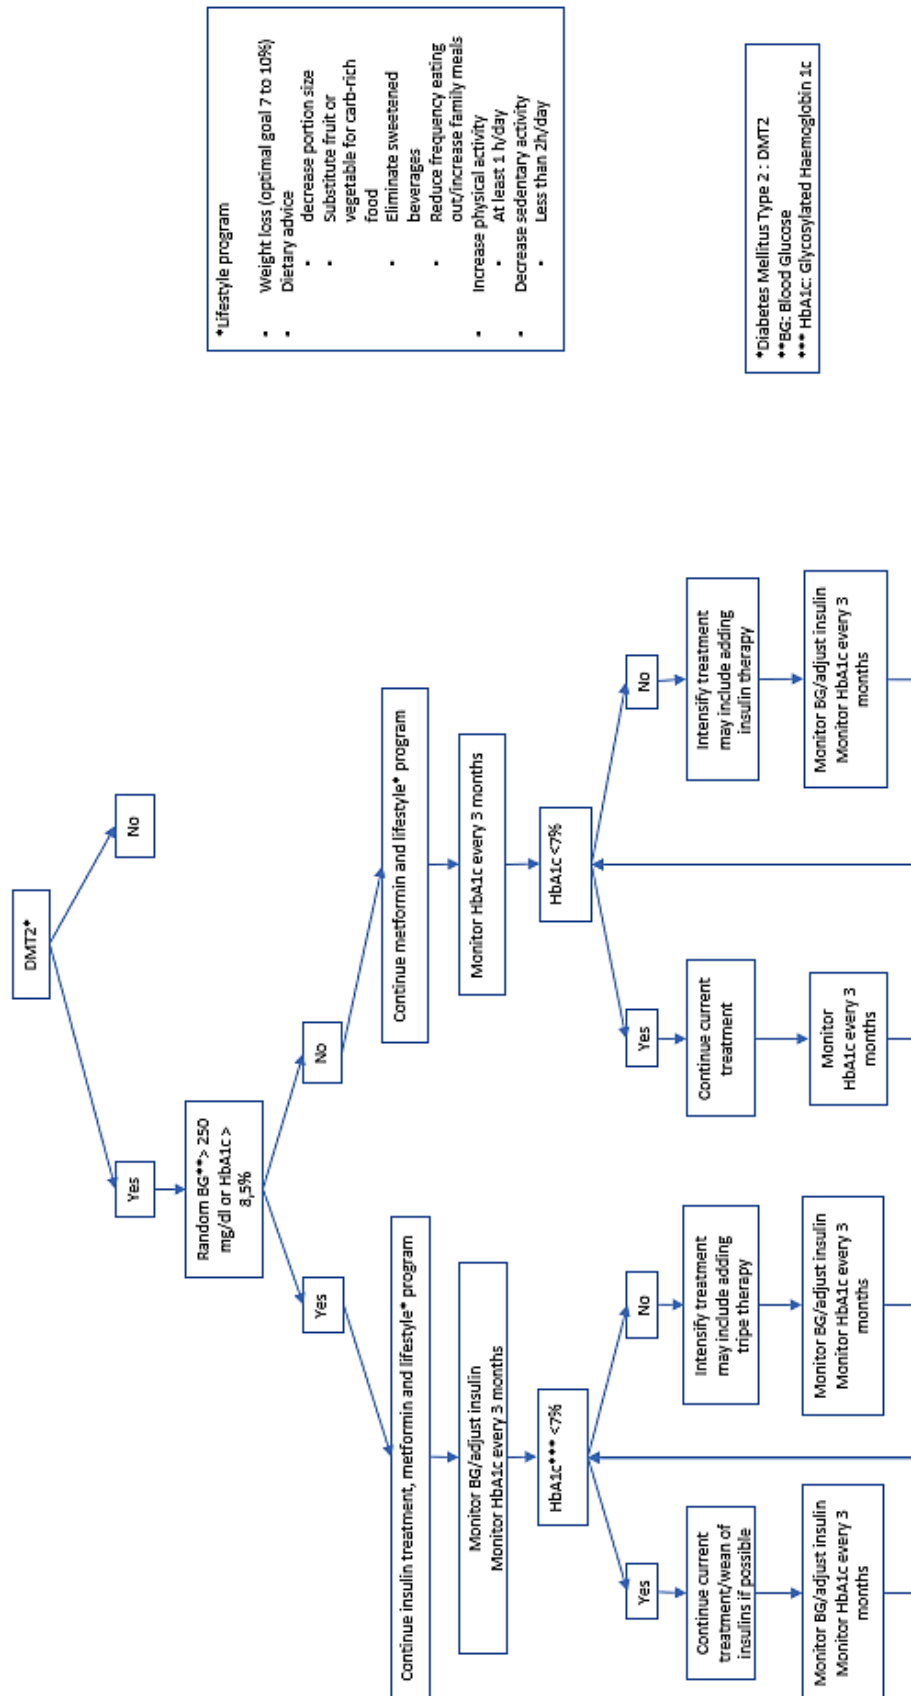 DMT2*
Yes
No
Random BG**> 250
mg/dl or HbA1c >
8,5%
Yes
No
Continue insulin treatment, metformin and lifestyle* program
Continue metformin and lifestyle* program
Monitor BG/adjust insulin
Monitor HbA1c every 3 months
Monitor HbA1c every 3 months
HbA1c*** <7%
HbA1c <7%
Yes
No
Yes
No
Continue current
treatment/wean of
insulins if possible
Intensify treatment
may include adding
tripe therapy
Continue current
treatment
Intensify treatment
may include adding
insulin therapy
Monitor BG/adjust insulin
Monitor HbA1c every 3
months
Monitor BG/adjust insulin
Monitor HbA1c every 3
months
Monitor
HbA1c every 3
months
Monitor BG/adjust insulin
Monitor HbA1c every 3
months
*Lifestyle program
• Weight loss (optimal goal 7 to 10%)
• Dietary advice
• decrease portion size
• Substitute fruit or
vegetable for carb-rich
food
• Eliminate sweetened
beverages
• Reduce frequency eating
out/increase family meals
• Increase physical activity
• At least 1 h/day
• Decrease sedentary activity
• Less than 2h/day
*Diabetes Mellitus Type 2 : DMT2
**BG: Blood Glucose
*** HbA1c: Glycosylated Haemoglobin 1c